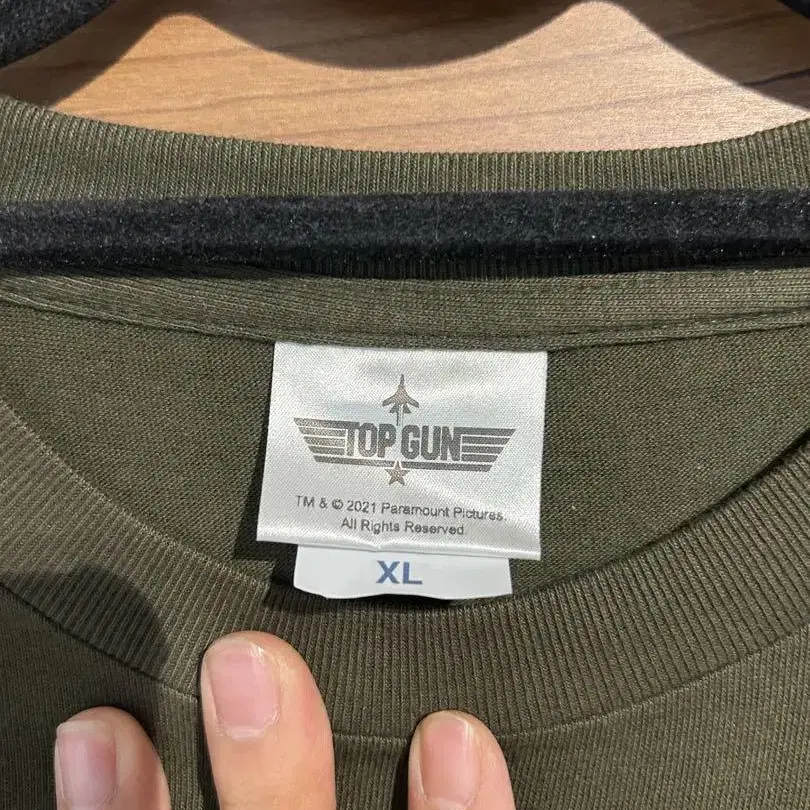 TOP GUN
TM & © 2021 Paramount Pictures.
All Rights Reserved.
XL